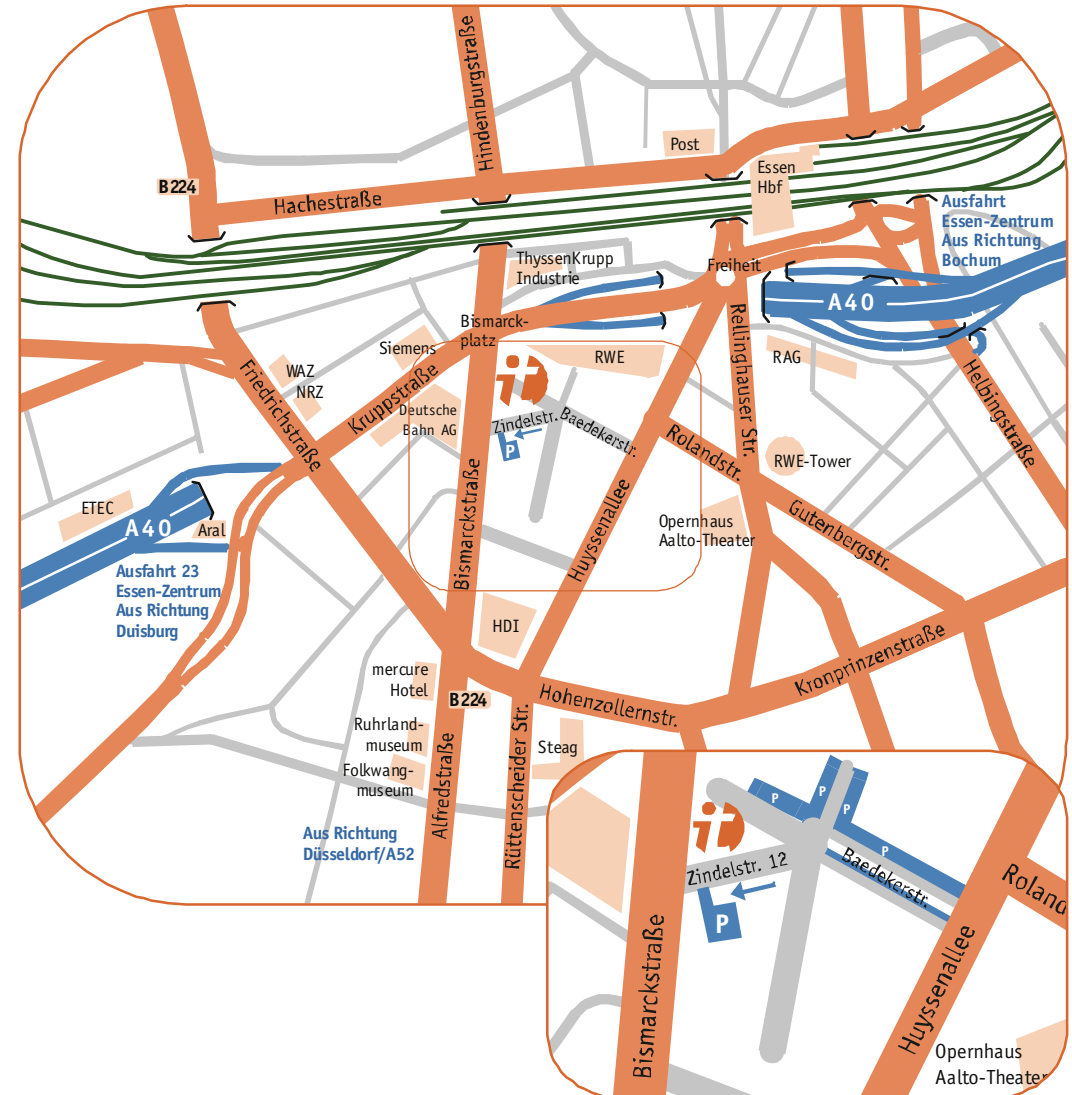 Hindenburgstraße
Post
Essen
Hbf
B224
Hachestraße
Ausfahrt
Essen-Zentrum
Aus Richtung
Bochum
ThyssenKrupp
Industrie
Freiheit
A40
Bismarck-
platz
Rellinghauser Str.
Siemens
RWE
RAG
WAZ
NRZ
Friedrichstraße
Kruppstraße
Helbingstraße
Deutsche
Bahn AG
Zindelstr.
Baedekerstr.
P
Rolandstr.
RWE-Tower
Bismarckstraße
Huyssenallee
ETEC
A40
Aral
Opernhaus
Aalto-Theater
Gutenbergstr.
Ausfahrt 23
Essen-Zentrum
Aus Richtung
Duisburg
HDI
Kronprinzenstraße
mercure
Hotel
B224
Hohenzollernstr.
Ruhrland-
museum
Steag
Folkwang-
museum
Alfredstraße
Rüttenscheider Str.
Aus Richtung
Düsseldorf/A52
P
P
P
P
Zindelstr. 12
Baedekerstr.
Roland
P
Bismarckstraße
Huyssenallee
Opernhaus
Aalto-Theater